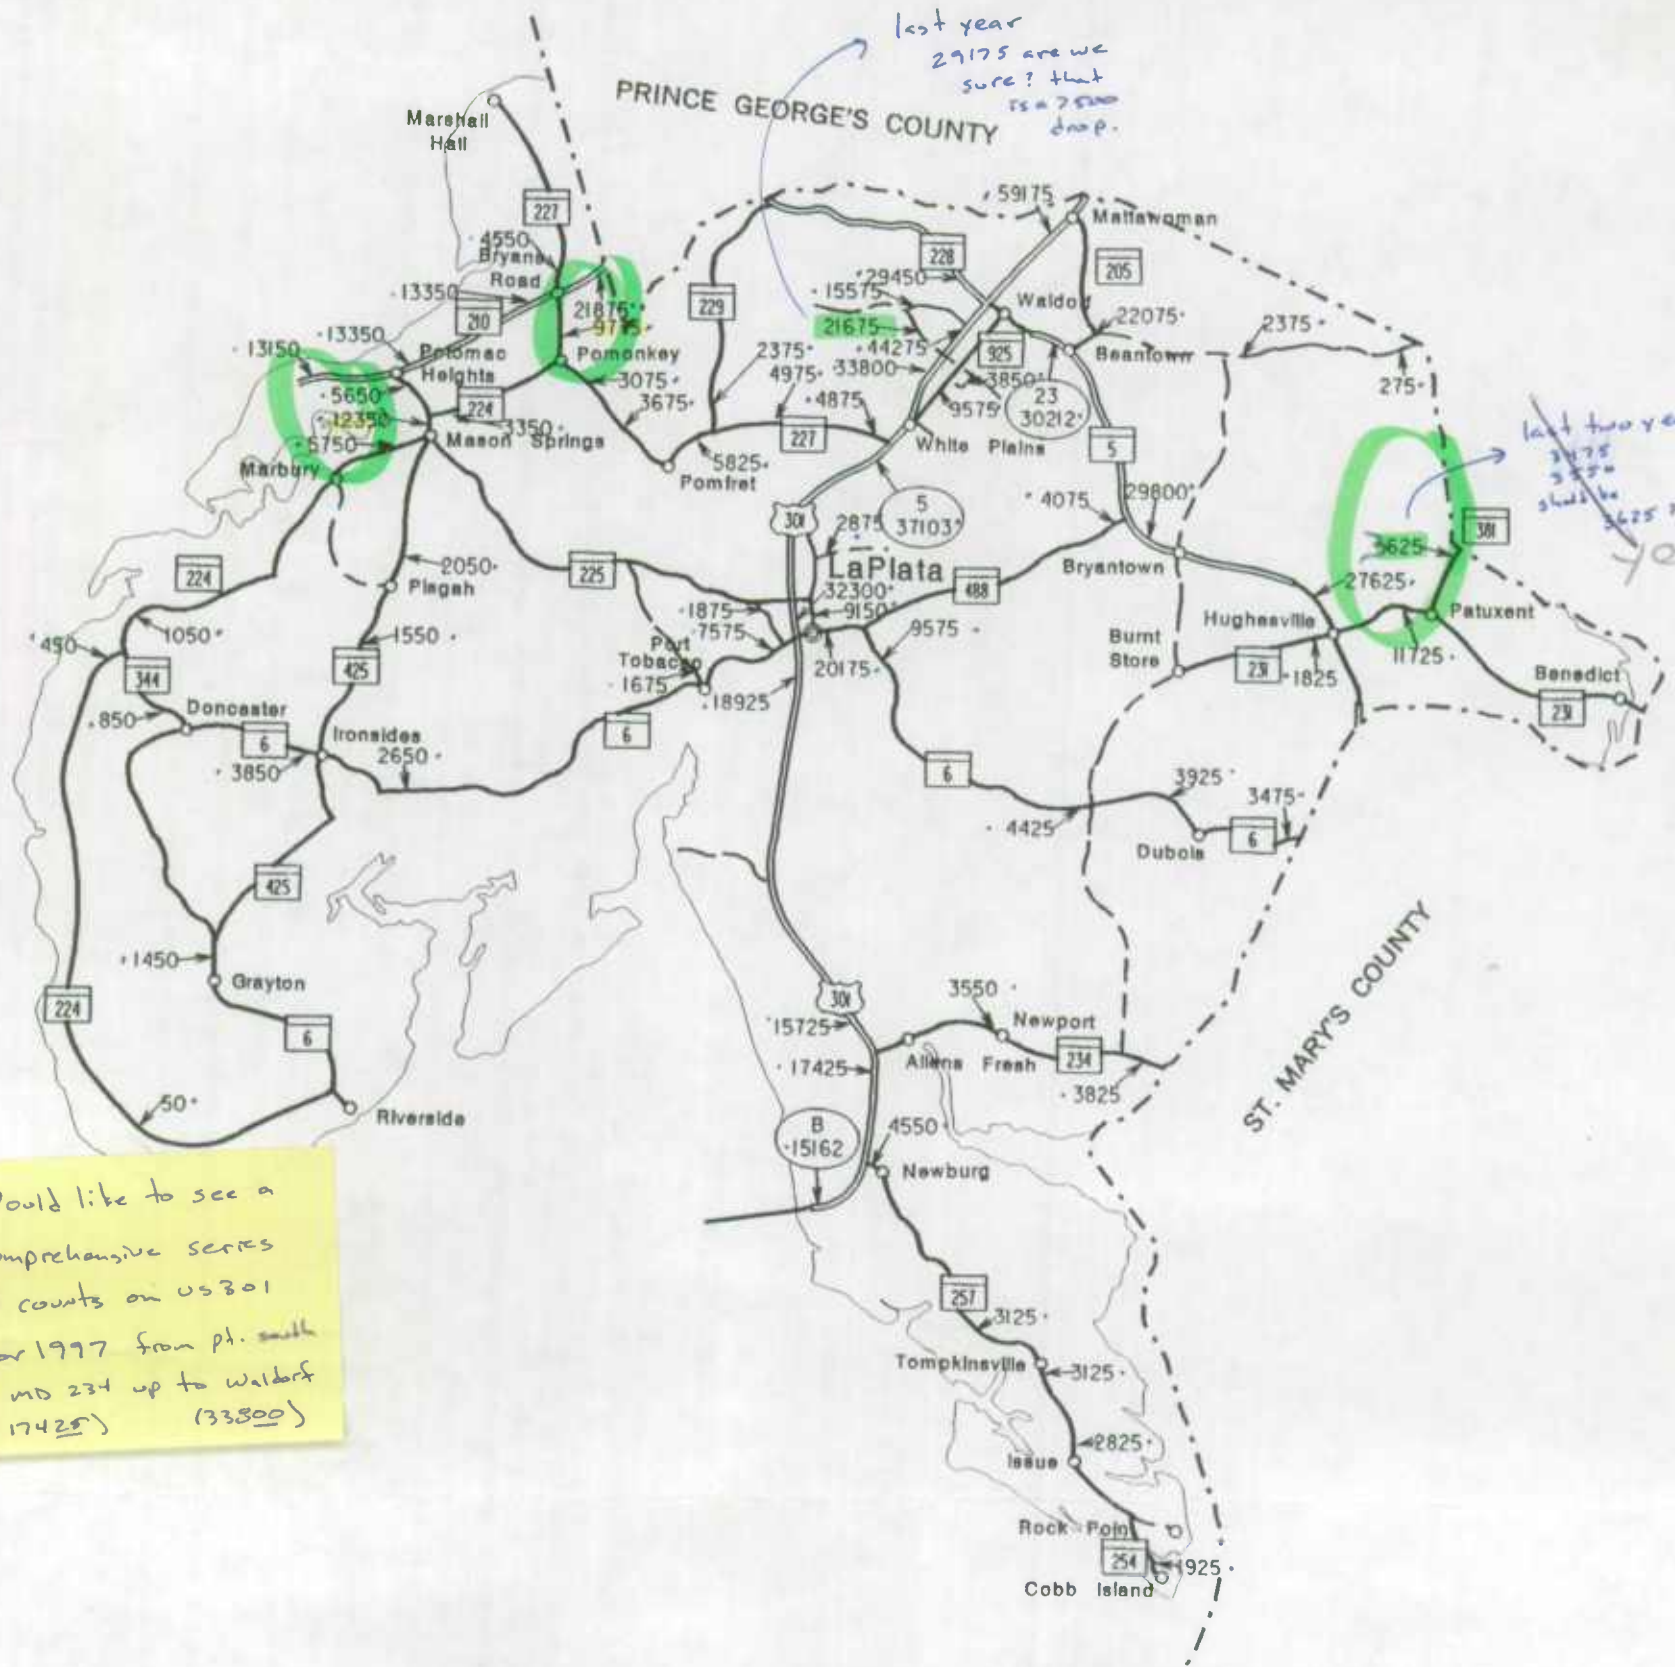 last year
29175 are we
sure? that
is a 7500
drop.
PRINCE GEORGE'S COUNTY
Marshall
Hall
227
59175
Mattawoman
4550
Bryans
Road
228
205
29450
13350
210
21875
9775
229
15575
21675
Waldorf
22075
2375
13350
13150
Potomac
Heights
Pomonkey
44275
33800
925
Beantown
275
5650
3075
2375
4975
3850
23
30212
12350
224
3350
3675
4875
9575
5750
Mason Springs
227
White Plains
5
Marbury
5825
Pomfret
last two
3475
3550
should be
3625
5
37103
4075
29800
301
2875
LaPlata
5625
381
224
2050
225
Bryantown
Pisgah
32300
488
27625
1875
9150
Hughesville
Patuxent
1050
1550
7575
9575
450
Port
Tobacco
Burnt
Store
11725
344
425
1675
20175
231
1825
Benedict
850
Doncaster
18925
231
6
Ironsides
6
3850
2650
6
3925
3475
4425
Dubois
6
425
ST. MARY'S COUNTY
1450
Grayton
301
3550
224
6
15725
Newport
17425
Allens Fresh
234
3825
50
Riverside
B
15162
4550
Newburg
ould like to see a
mprehensive series
counts on US301
or 1997 from pt. south
MD 234 up to Waldorf
17425) (33800)
257
3125
Tompkinsville
3125
2825
Issue
Rock Poin
254
1925
Cobb Island